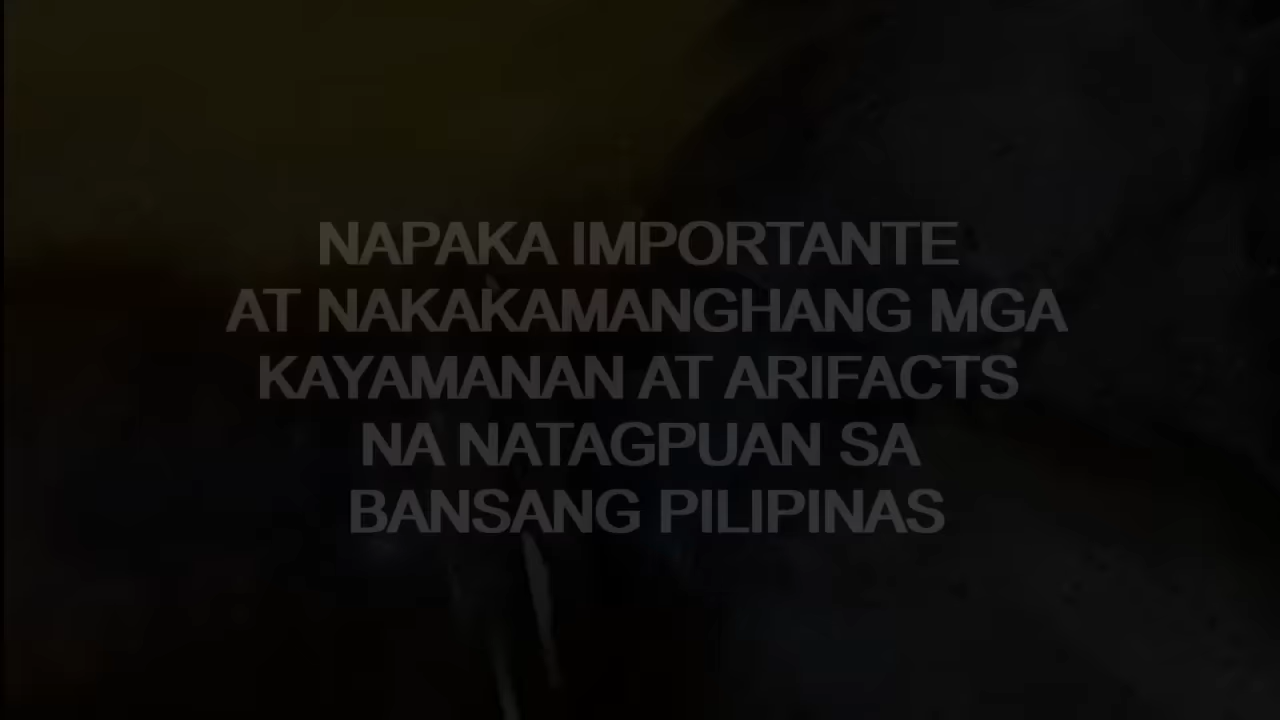 NAPAKA IMPORTANTE
AT NAKAKAMANGHANG MGA
KAYAMANAN AT ARIFACTS
NA NATAGPUAN SA
BANSANG PILIPINAS